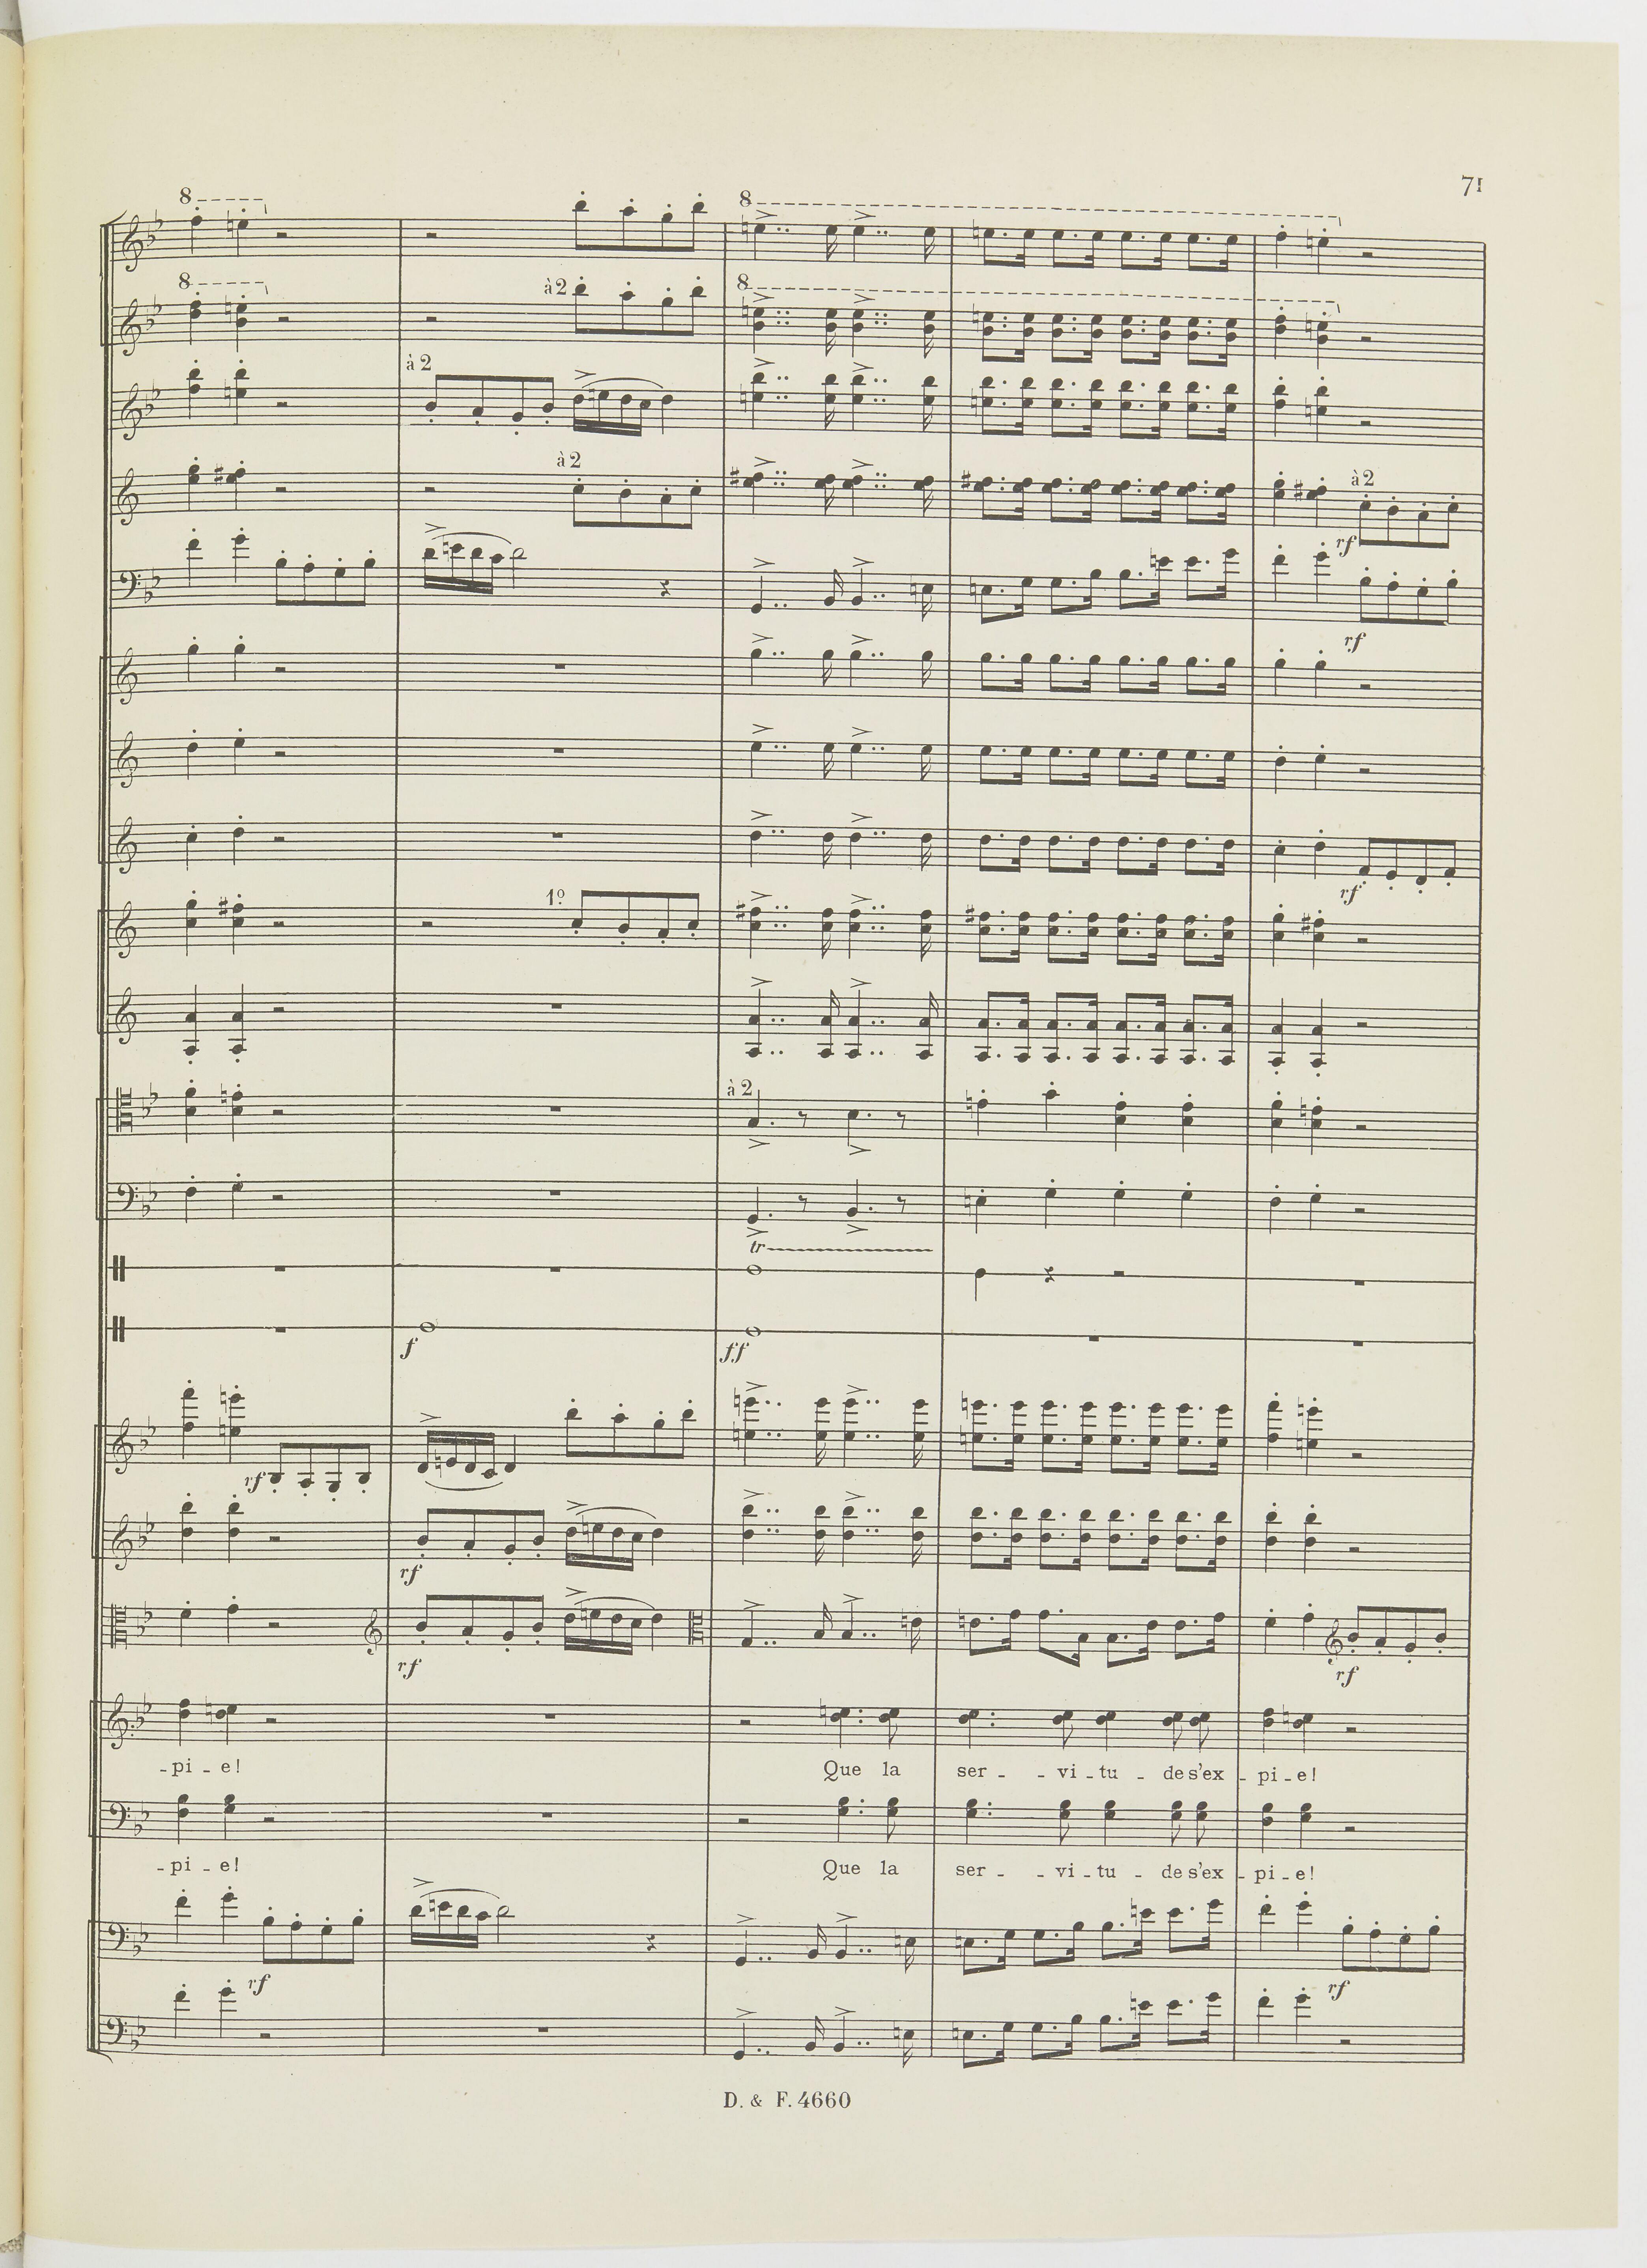 71
8
8
à 2
8
8
à 2
à 2
à 2
rf
rf
1º
rf
à 2
tr
f
ff
rf
rf
rf
rf
- pi - e! Que la ser - - vi - tu - de s'ex - pi - e!
- pi - e! Que la ser - - vi - tu - de s'ex - pi - e!
rf
rf
D. & F. 4660